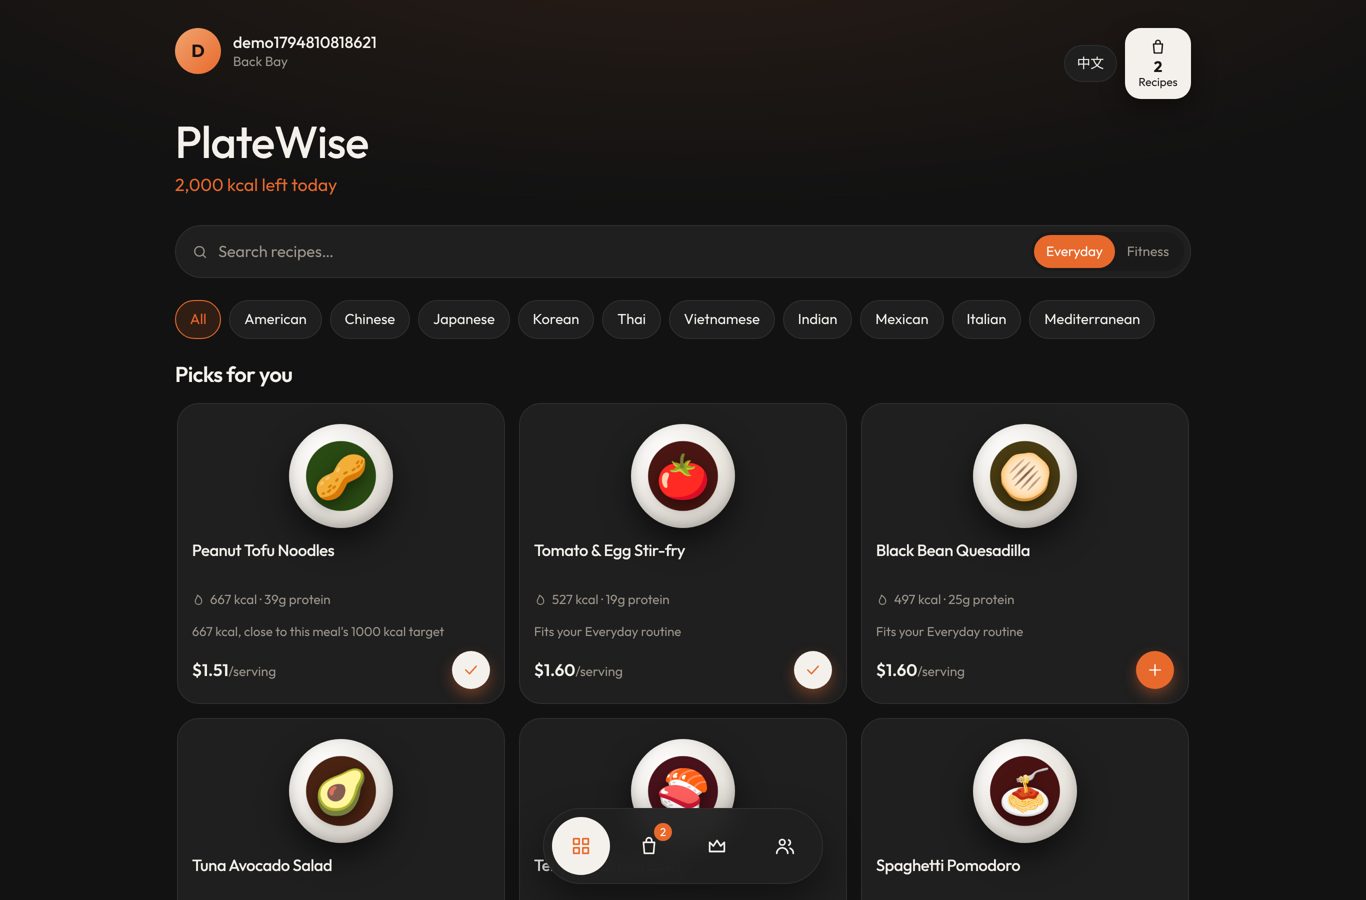 D
demo1794810818621
Back Bay
中文
2
Recipes
PlateWise
2,000 kcal left today
Search recipes...
Everyday
Fitness
All
American
Chinese
Japanese
Korean
Thai
Vietnamese
Indian
Mexican
Italian
Mediterranean
Picks for you
Peanut Tofu Noodles
667 kcal · 39g protein
667 kcal, close to this meal's 1000 kcal target
$1.51/serving
Tomato & Egg Stir-fry
527 kcal · 19g protein
Fits your Everyday routine
$1.60/serving
Black Bean Quesadilla
497 kcal · 25g protein
Fits your Everyday routine
$1.60/serving
Tuna Avocado Salad
Spaghetti Pomodoro
2